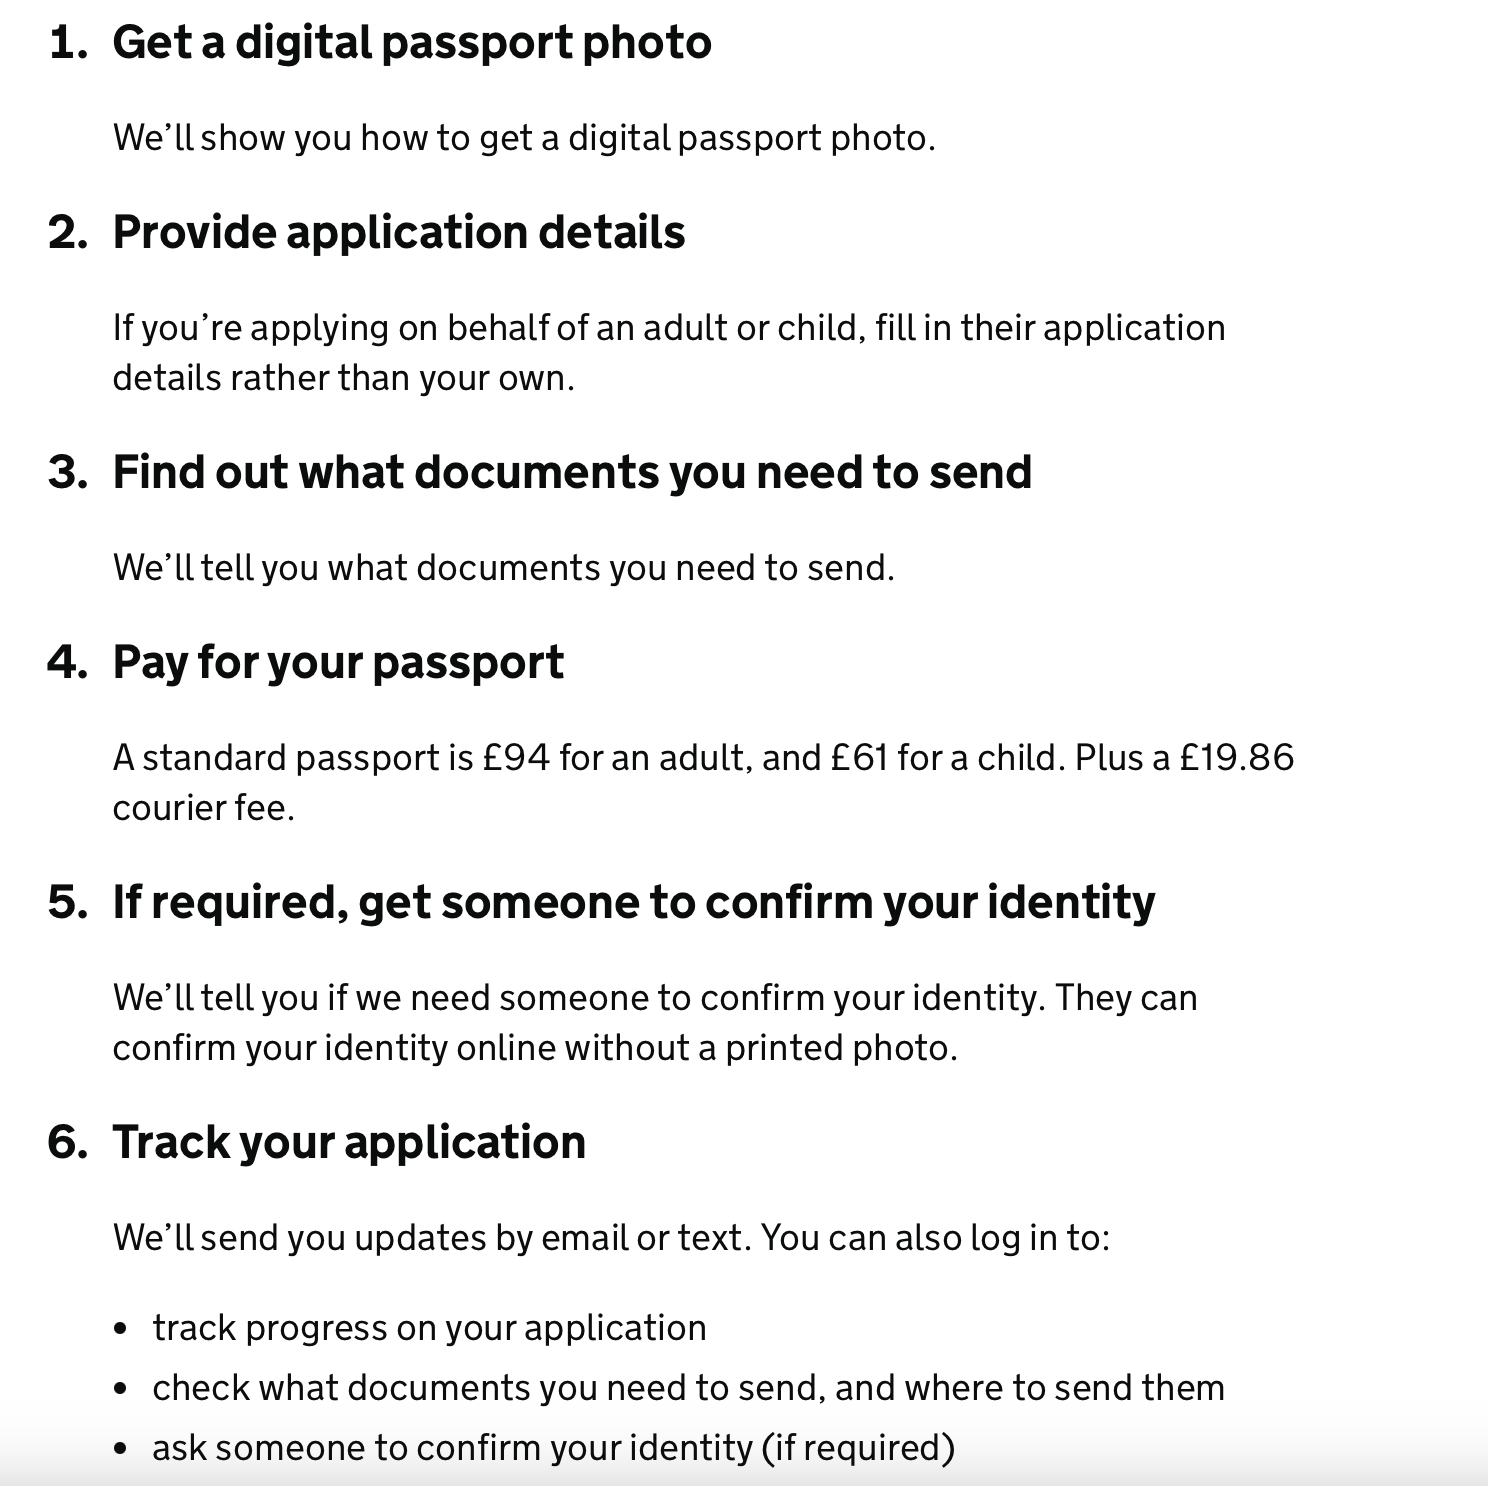 1. Get a digital passport photo
We’ll show you how to get a digital passport photo.
2. Provide application details
If you’re applying on behalf of an adult or child, fill in their application
details rather than your own.
3. Find out what documents you need to send
We’ll tell you what documents you need to send.
4. Pay for your passport
A standard passport is £94 for an adult, and £61 for a child. Plus a £19.86
courier fee.
5. If required, get someone to confirm your identity
We’ll tell you if we need someone to confirm your identity. They can
confirm your identity online without a printed photo.
6. Track your application
We’ll send you updates by email or text. You can also log in to:
• track progress on your application
• check what documents you need to send, and where to send them
• ask someone to confirm your identity (if required)